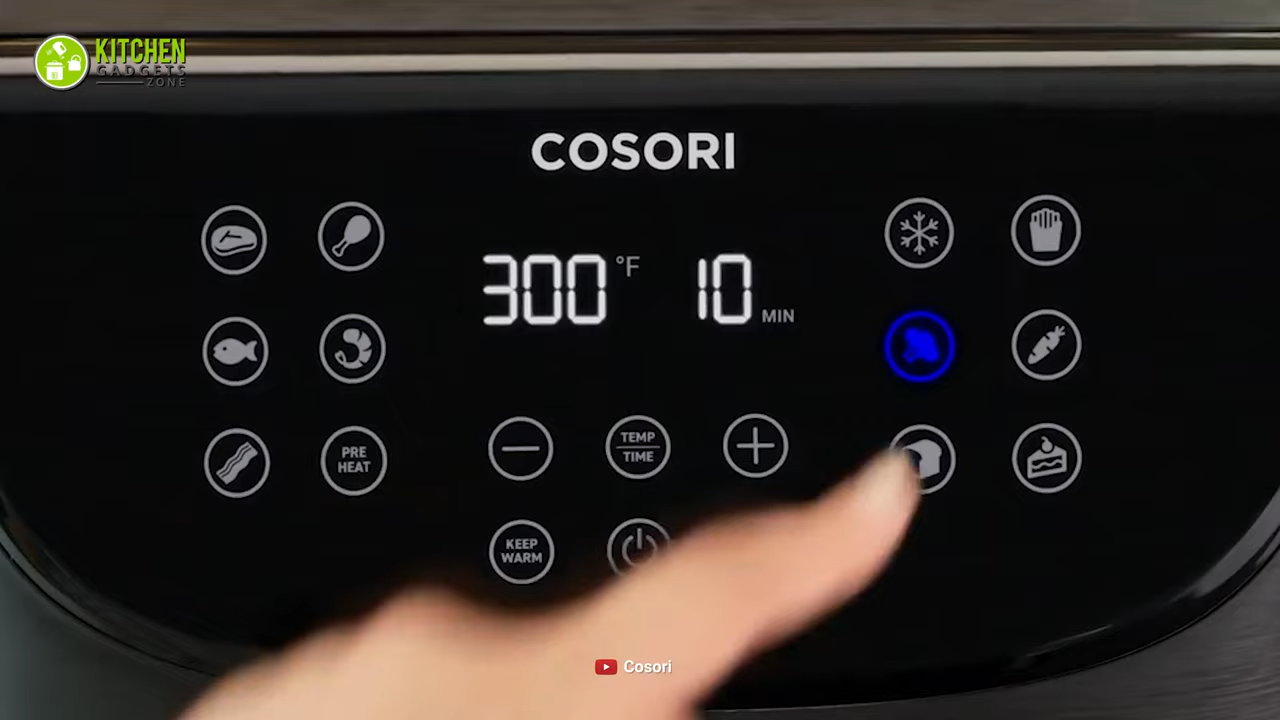 KITCHEN
GADGETS
ZONE
COSORI
300 °F 10 MIN
PRE
HEAT
TEMP
TIME
KEEP
WARM
Cosori